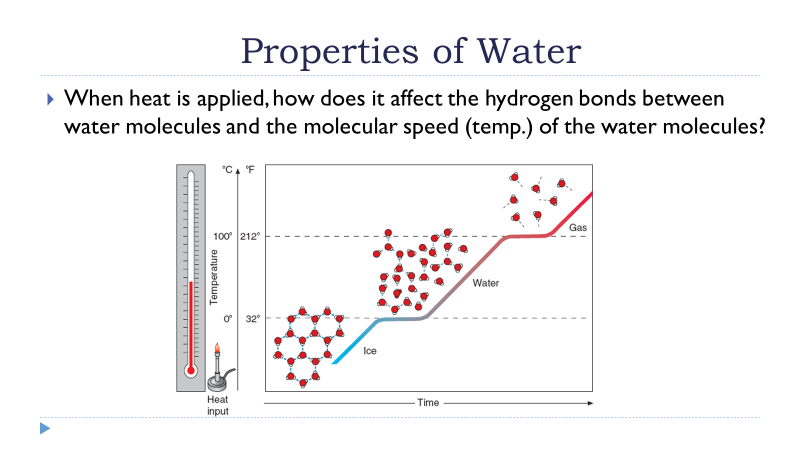 Properties of Water
When heat is applied, how does it affect the hydrogen bonds between
water molecules and the molecular speed (temp.) of the water molecules?
°C °F
100° 212°
Gas
Temperature
Water
0° 32°
Ice
Heat
input
Time